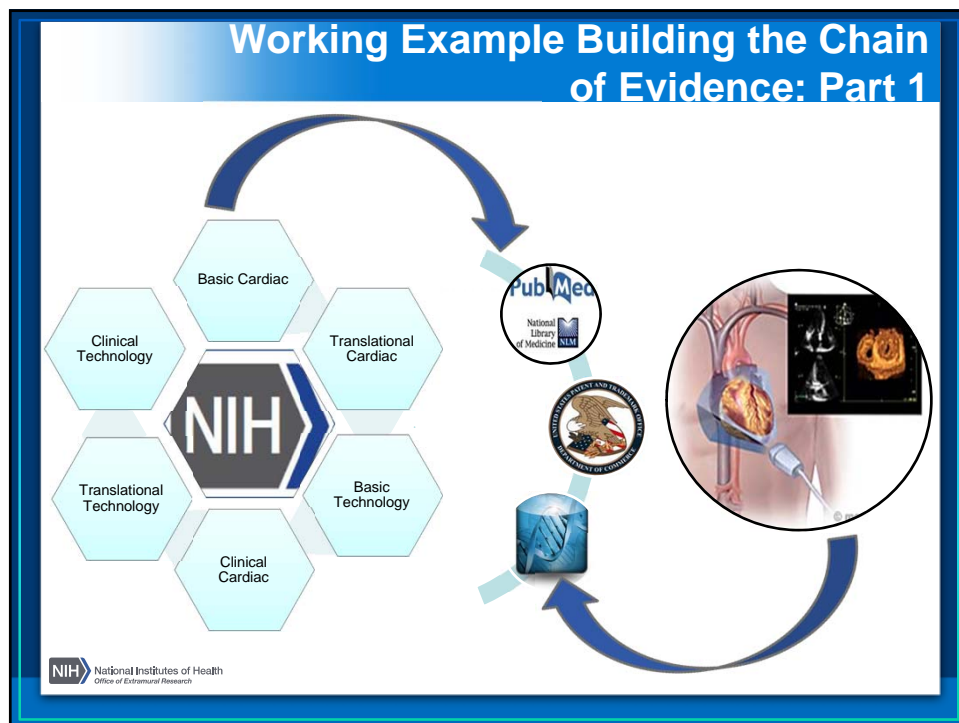 Working Example Building the Chain
of Evidence: Part 1
Basic Cardiac
Clinical
Technology
Translational
Cardiac
NIH
Translational
Technology
Basic
Technology
Clinical
Cardiac
PubMed
National
Library
of Medicine NLM
UNITED STATES PATENT AND TRADEMARK OFFICE
DEPARTMENT OF COMMERCE
NIH National Institutes of Health
Office of Extramural Research